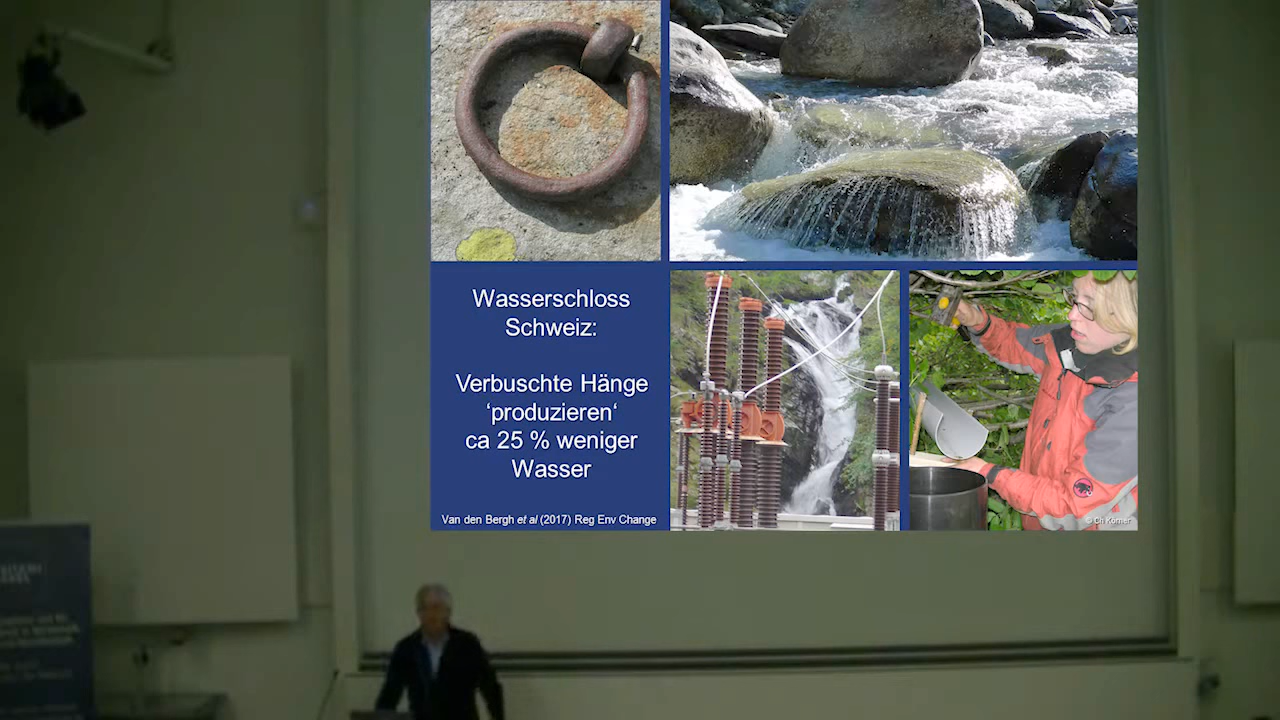 Wasserschloss
Schweiz:
Verbuschte Hänge
‘produzieren‘
ca 25 % weniger
Wasser
Van den Bergh et al (2017) Reg Env Change
© Ch Körner